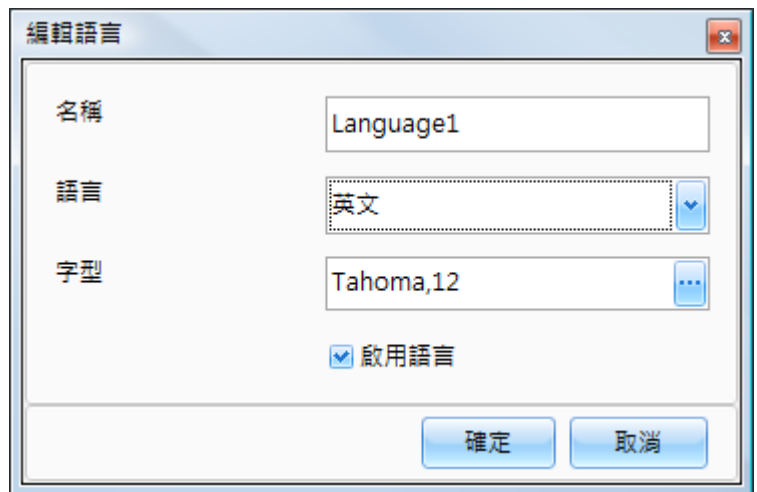 編輯語言
名稱
Language1
語言
英文
字型
Tahoma,12
啟用語言
確定
取消